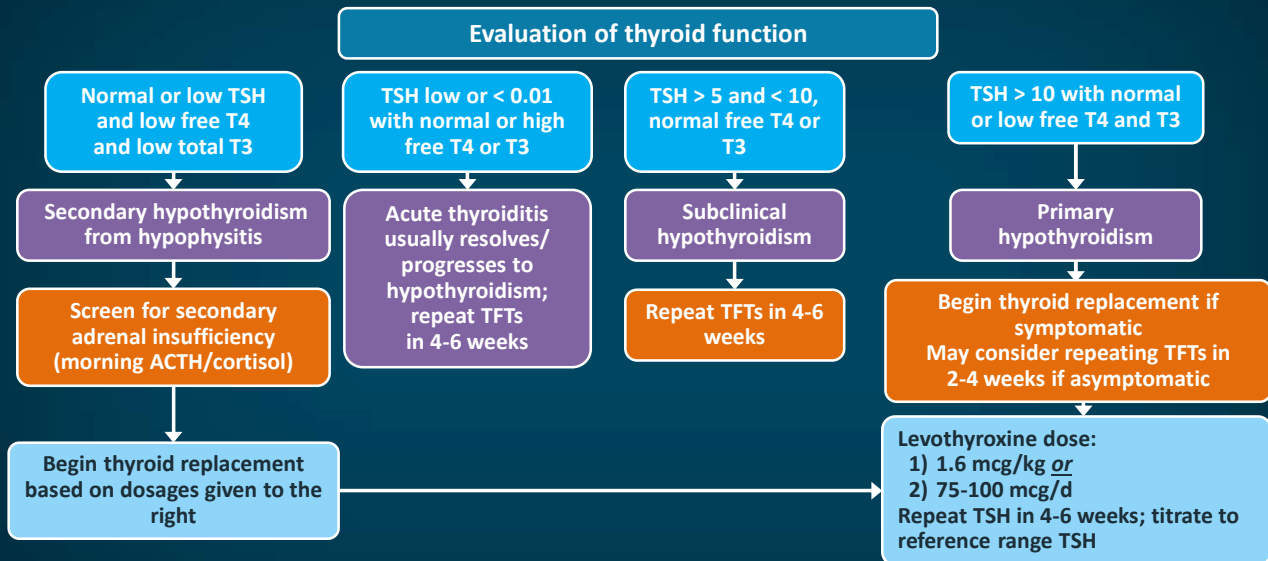 Evaluation of thyroid function
Normal or low TSH
and low free T4
and low total T3
Secondary hypothyroidism
from hypophysitis
Screen for secondary
adrenal insufficiency
(morning ACTH/cortisol)
Begin thyroid replacement
based on dosages given to the
right
TSH low or < 0.01
with normal or high
free T4 or T3
Acute thyroiditis
usually resolves/
progresses to
hypothyroidism;
repeat TFTs
in 4-6 weeks
TSH > 5 and < 10,
normal free T4 or
T3
Subclinical
hypothyroidism
Repeat TFTs in 4-6
weeks
TSH > 10 with normal
or low free T4 and T3
Primary
hypothyroidism
Begin thyroid replacement if
symptomatic
May consider repeating TFTs in
2-4 weeks if asymptomatic
Levothyroxine dose:
1) 1.6 mcg/kg or
2) 75-100 mcg/d
Repeat TSH in 4-6 weeks; titrate to
reference range TSH